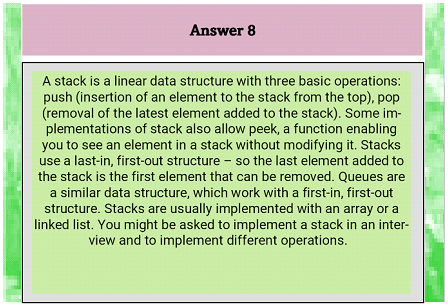 Answer 8
A stack is a linear data structure with three basic operations:
push (insertion of an element to the stack from the top), pop
(removal of the latest element added to the stack). Some im-
plementations of stack also allow peek, a function enabling
you to see an element in a stack without modifying it. Stacks
use a last-in, first-out structure – so the last element added to
the stack is the first element that can be removed. Queues are
a similar data structure, which work with a first-in, first-out
structure. Stacks are usually implemented with an array or a
linked list. You might be asked to implement a stack in an inter-
view and to implement different operations.